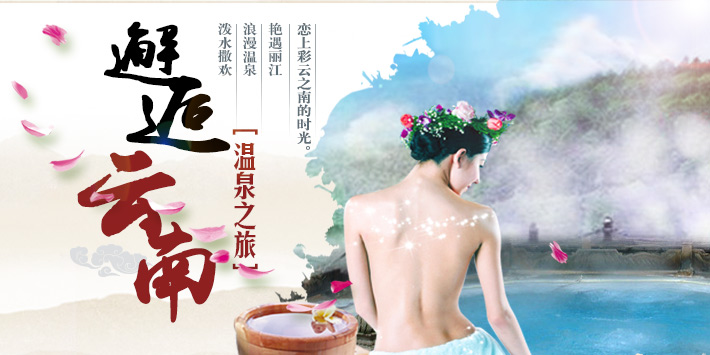 邂逅
云南
[温泉之旅]
恋上彩云之南的时光。
艳遇丽江
浪漫温泉
泼水撒欢